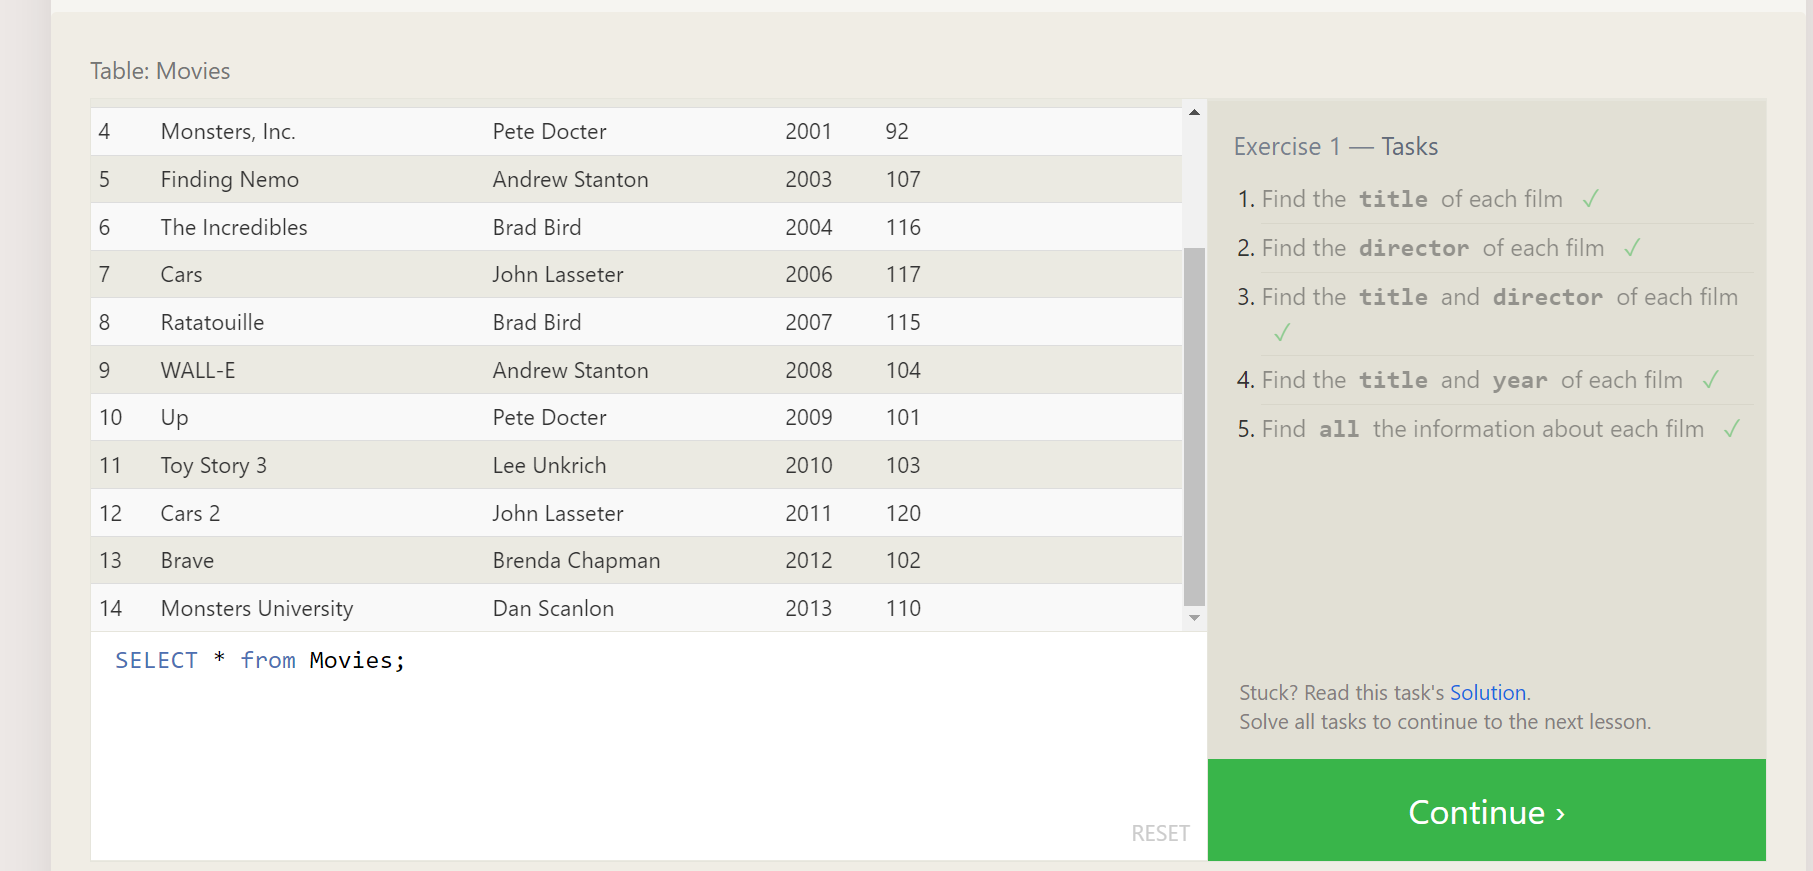 Table: Movies
4 Monsters, Inc. Pete Docter 2001 92
5 Finding Nemo Andrew Stanton 2003 107
6 The Incredibles Brad Bird 2004 116
7 Cars John Lasseter 2006 117
8 Ratatouille Brad Bird 2007 115
9 WALL-E Andrew Stanton 2008 104
10 Up Pete Docter 2009 101
11 Toy Story 3 Lee Unkrich 2010 103
12 Cars 2 John Lasseter 2011 120
13 Brave Brenda Chapman 2012 102
14 Monsters University Dan Scanlon 2013 110
SELECT * from Movies;
RESET
Exercise 1 — Tasks
1. Find the title of each film ✓
2. Find the director of each film ✓
3. Find the title and director of each film
✓
4. Find the title and year of each film ✓
5. Find all the information about each film ✓
Stuck? Read this task's Solution.
Solve all tasks to continue to the next lesson.
Continue ›